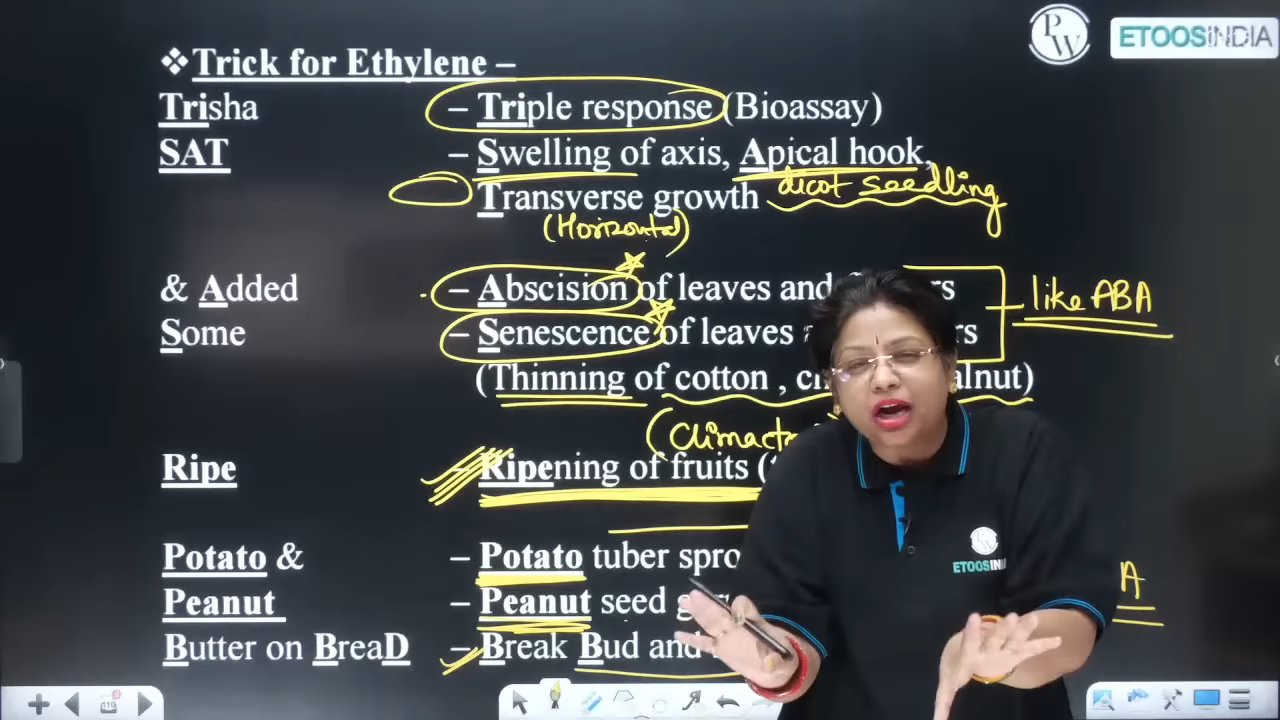 PW
ETOOSINDIA
❖Trick for Ethylene –
Trisha – Triple response (Bioassay)
SAT – Swelling of axis, Apical hook,
Transverse growth dicot seedling
(Horizontal)
& Added – Abscision of leaves and
like ABA
Some – Senescence of leaves
(Thinning of cotton ,
Ripe – Ripening of fruits
Potato & – Potato tuber
Peanut – Peanut seed
Butter on BreaD – Break Bud and
ETOOSIN
110